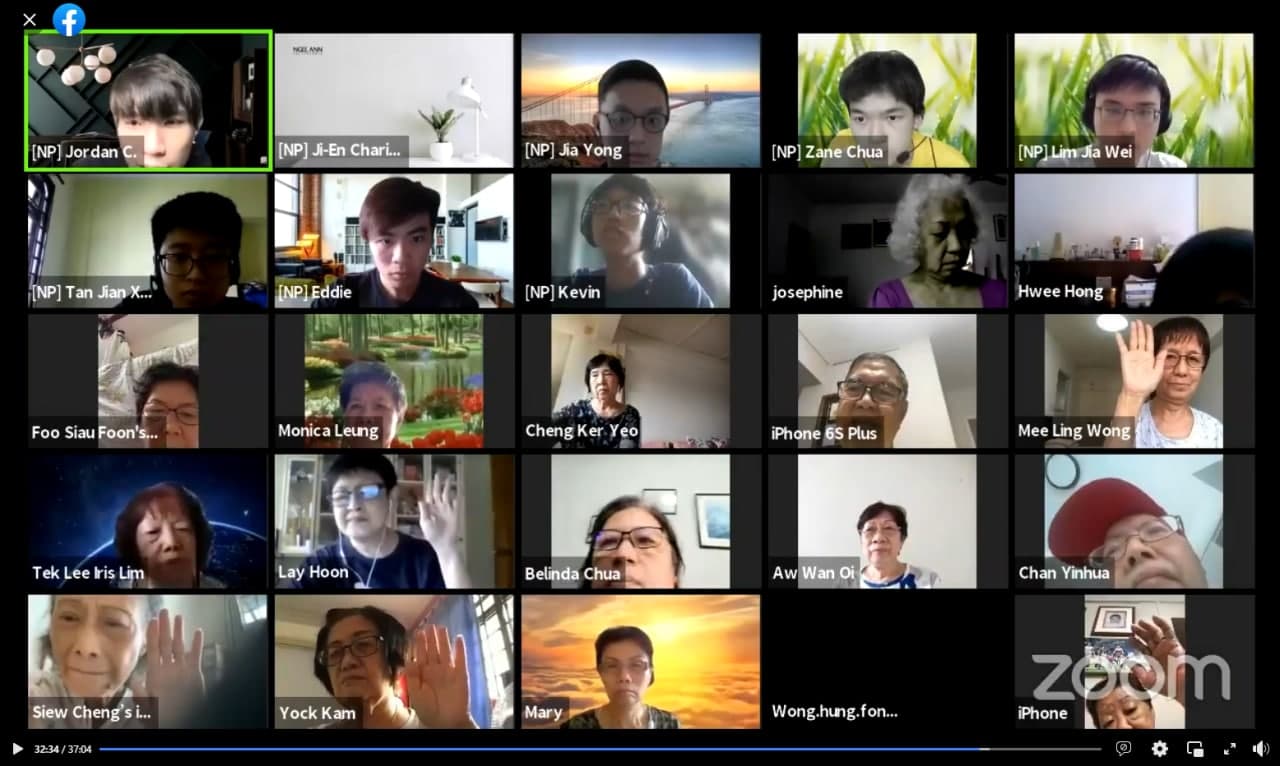 NGEE ANN
[NP] Jordan C.
[NP] Ji-En Chari...
[NP] Jia Yong
[NP] Zane Chua
[NP] Lim Jia Wei
[NP] Tan Jian X...
[NP] Eddie
[NP] Kevin
josephine
Hwee Hong
Foo Siau Foon's...
Monica Leung
Cheng Ker Yeo
iPhone 6S Plus
Mee Ling Wong
Tek Lee Iris Lim
Lay Hoon
Belinda Chua
Aw Wan Oi
Chan Yinhua
Siew Cheng's i...
Yock Kam
Mary
Wong.hung.fon...
iPhone
zoom
32:34 / 37:04